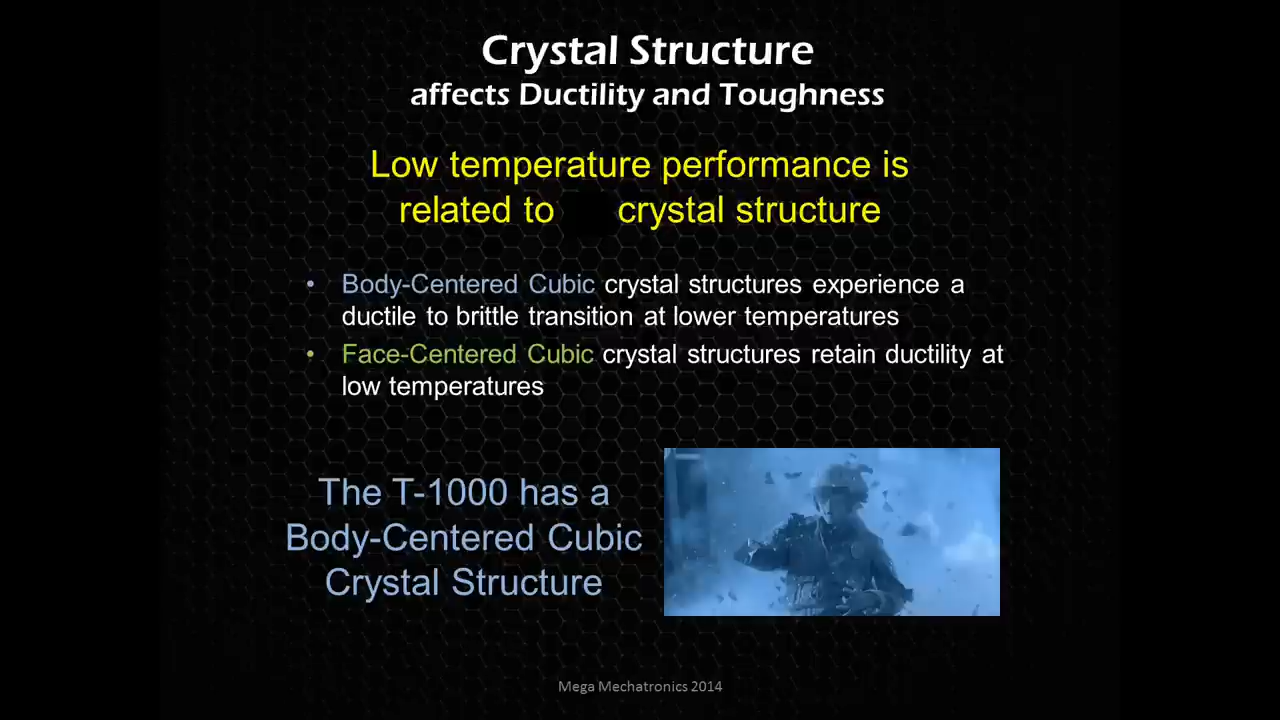 Crystal Structure
affects Ductility and Toughness
Low temperature performance is
related to crystal structure
• Body-Centered Cubic crystal structures experience a
ductile to brittle transition at lower temperatures
• Face-Centered Cubic crystal structures retain ductility at
low temperatures
The T-1000 has a
Body-Centered Cubic
Crystal Structure
Mega Mechatronics 2014